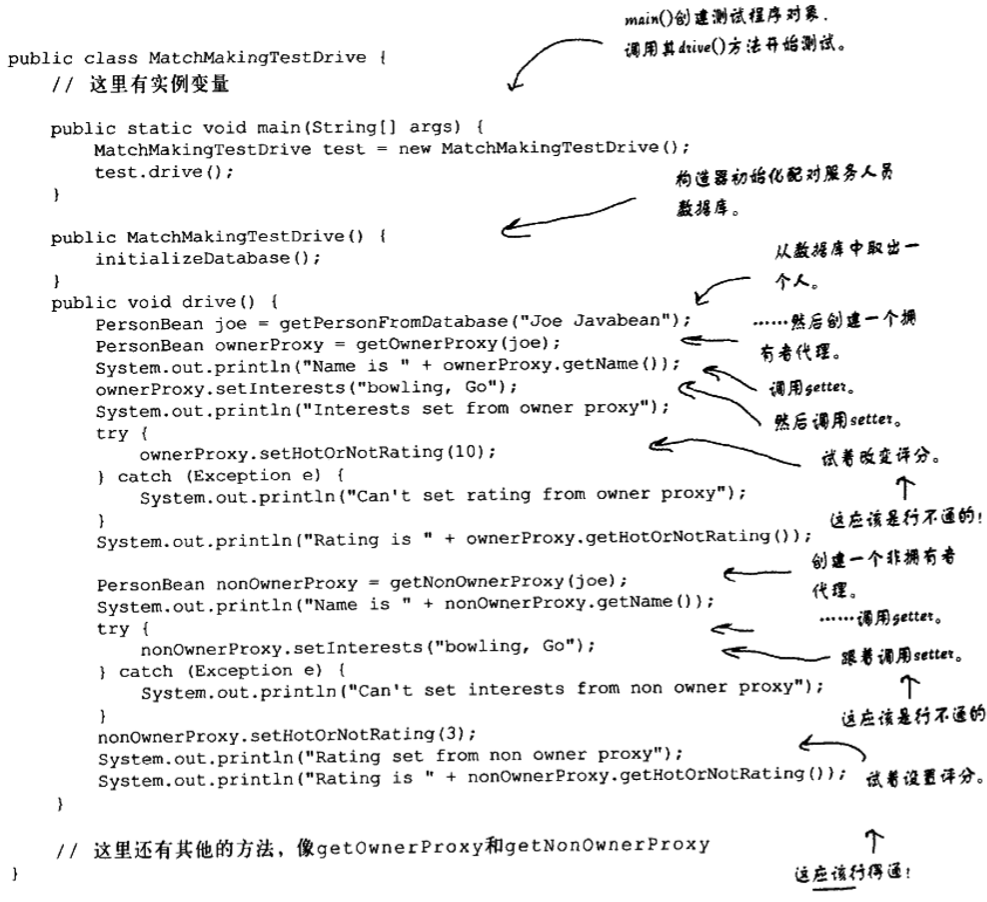 main()创建测试程序对象，
调用其drive()方法开始测试。
public class MatchMakingTestDrive {
// 这里有实例变量
public static void main(String[] args) {
MatchMakingTestDrive test = new MatchMakingTestDrive();
test.drive();
}
构造器初始化配对服务人员
数据库。
public MatchMakingTestDrive() {
initializeDatabase();
}
从数据库中取出一
个人。
public void drive() {
PersonBean joe = getPersonFromDatabase("Joe Javabean");
……然后创建一个拥
有者代理。
PersonBean ownerProxy = getOwnerProxy(joe);
System.out.println("Name is " + ownerProxy.getName());
调用getter。
ownerProxy.setInterests("bowling, Go");
然后调用setter。
System.out.println("Interests set from owner proxy");
try {
ownerProxy.setHotOrNotRating(10);
试着改变评分。
} catch (Exception e) {
System.out.println("Can't set rating from owner proxy");
这应该是行不通的！
}
System.out.println("Rating is " + ownerProxy.getHotOrNotRating());
创建一个非拥有者
代理。
PersonBean nonOwnerProxy = getNonOwnerProxy(joe);
System.out.println("Name is " + nonOwnerProxy.getName());
……调用getter。
try {
nonOwnerProxy.setInterests("bowling, Go");
跟着调用setter。
} catch (Exception e) {
System.out.println("Can't set interests from non owner proxy");
这应该是行不通的
}
nonOwnerProxy.setHotOrNotRating(3);
System.out.println("Rating set from non owner proxy");
System.out.println("Rating is " + nonOwnerProxy.getHotOrNotRating());
试着设置评分。
}
// 这里还有其他的方法，像getOwnerProxy和getNonOwnerProxy
}
这应该行得通！